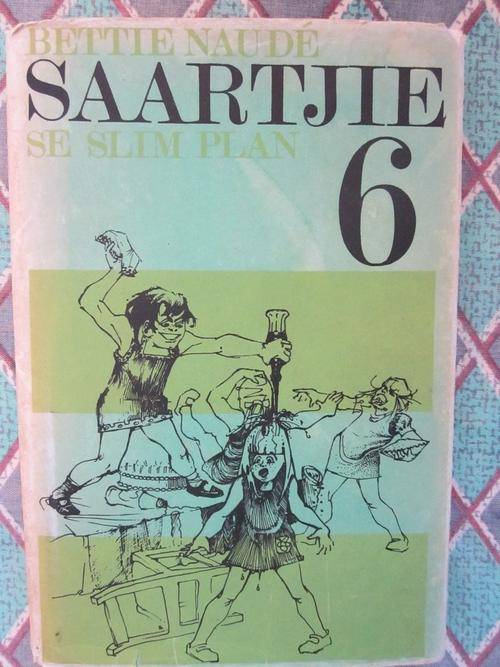 BETTIE NAUDÉ
SAARTJIE
SE SLIM PLAN
6